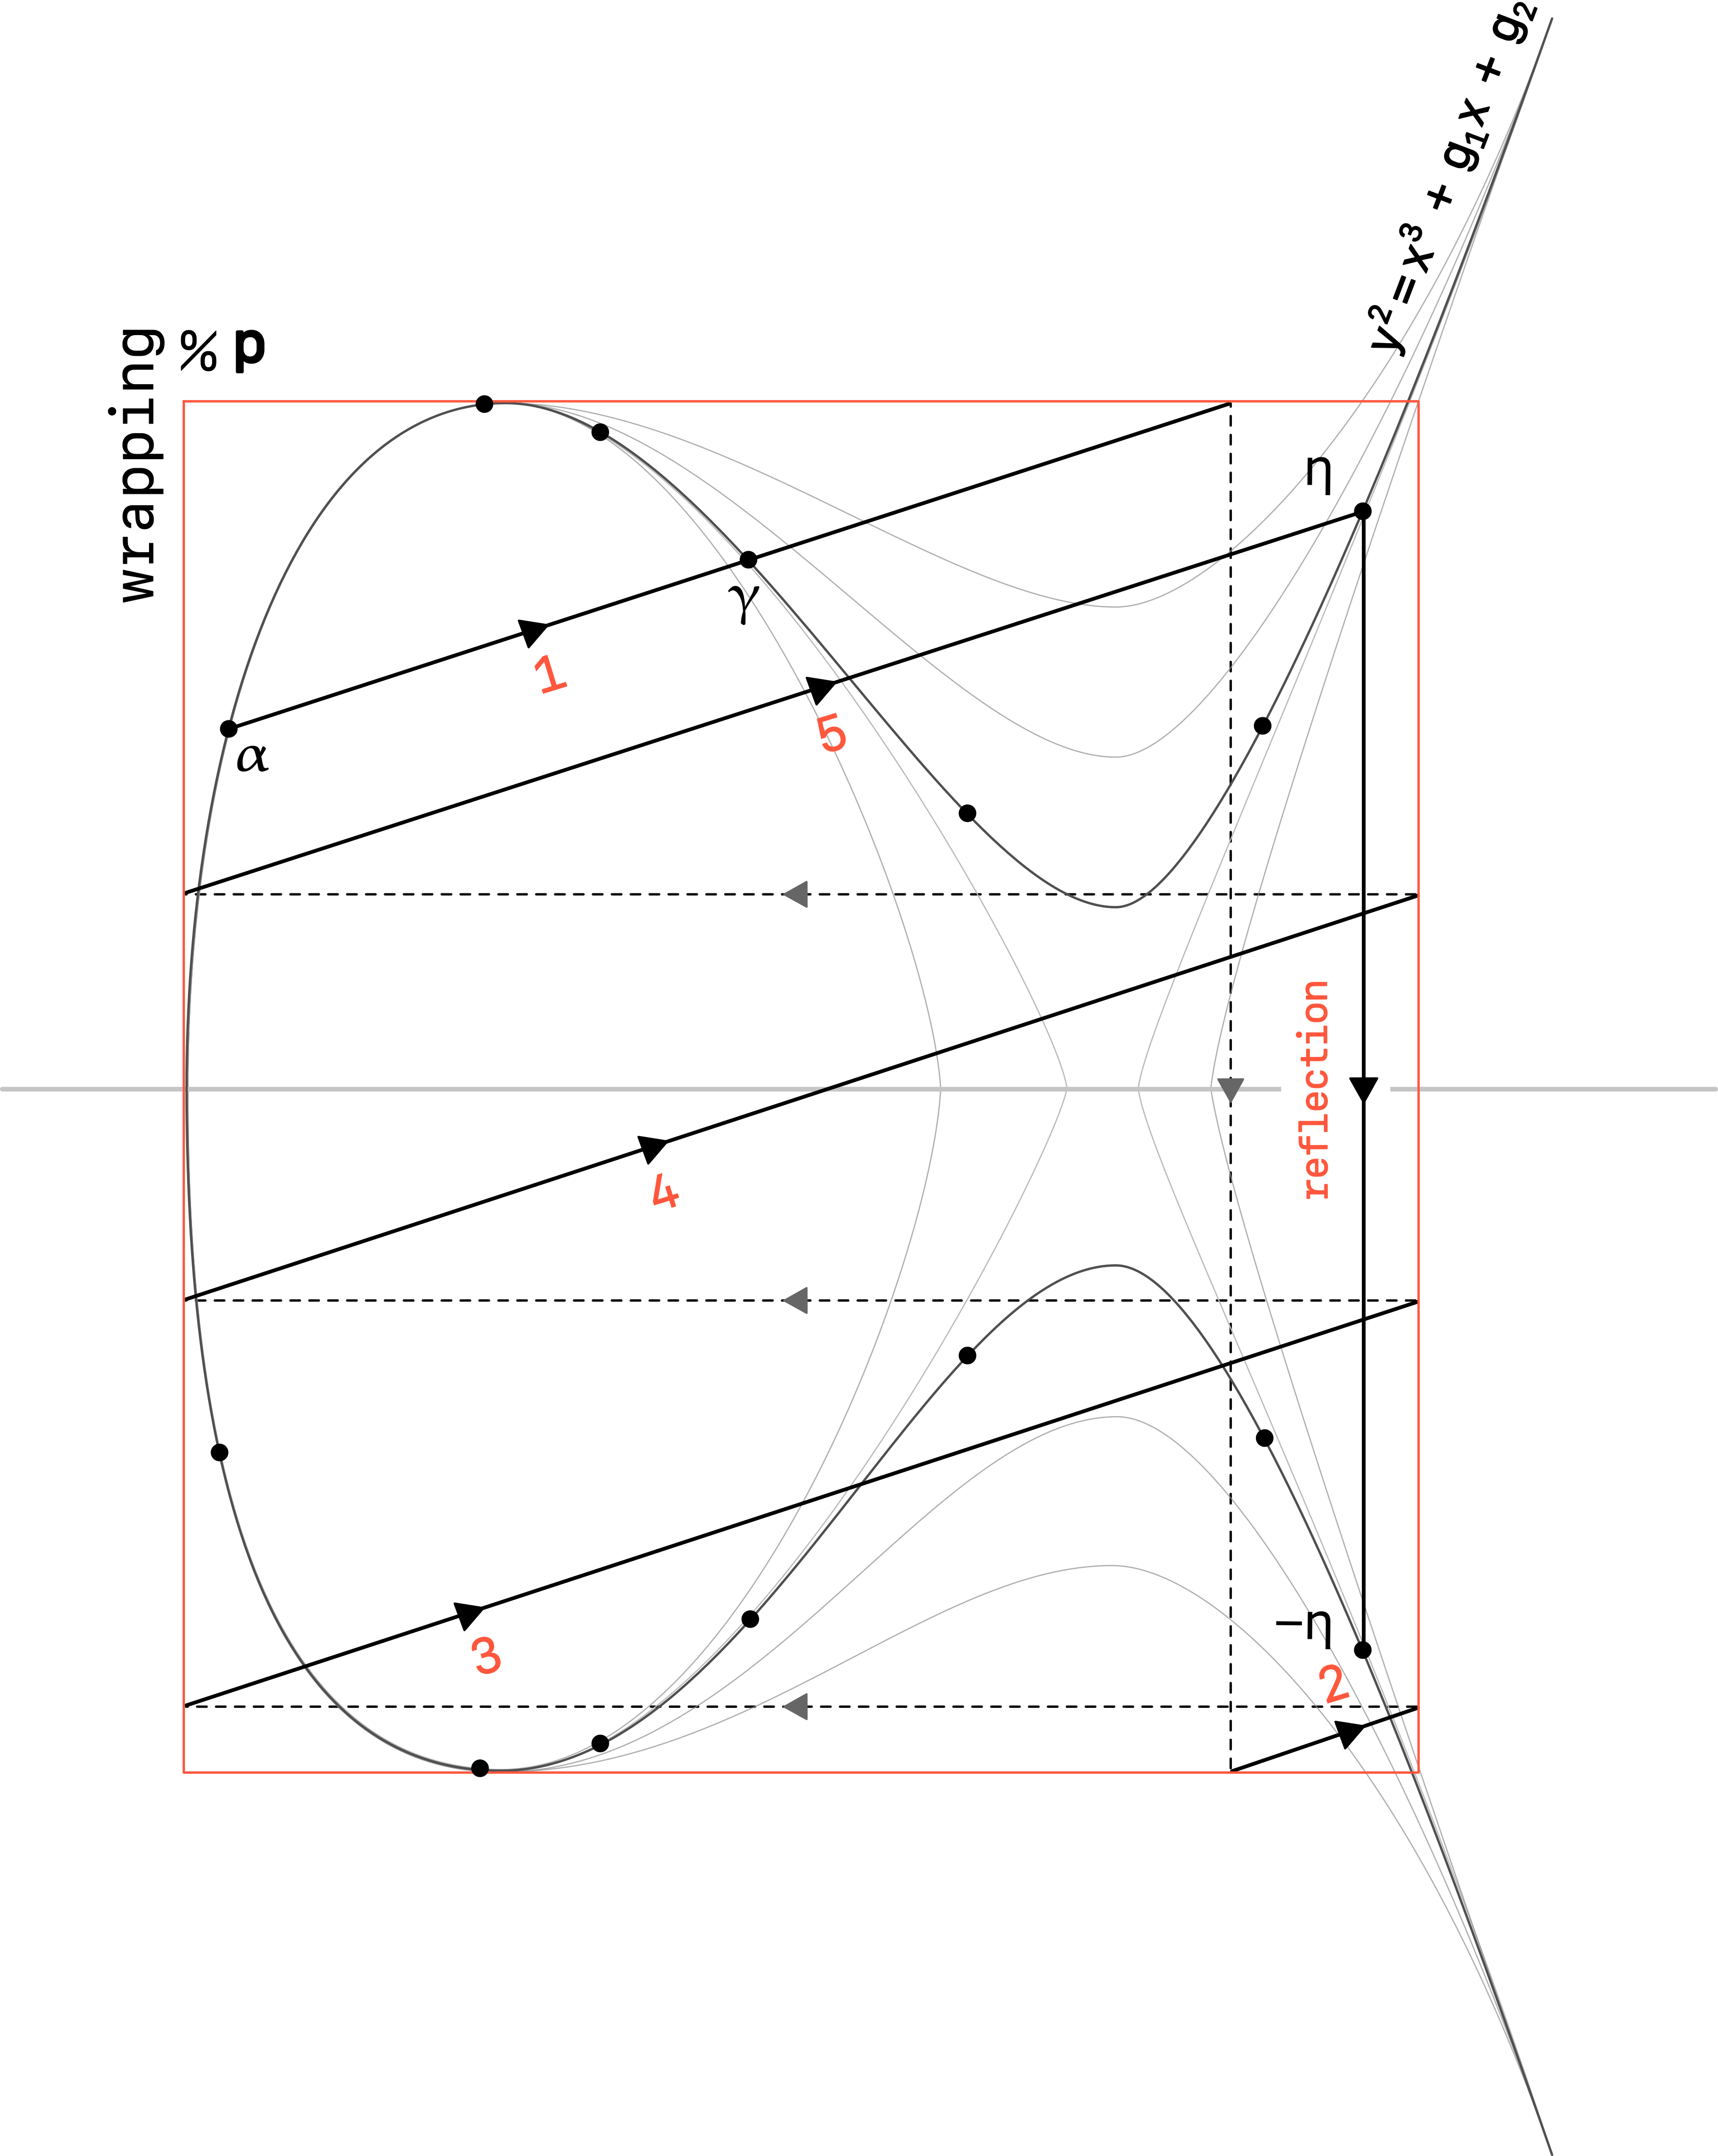 y²=x³ + g₁x + g₂
wrapping
% p
η
γ
1
α
5
reflection
4
−η
3
2